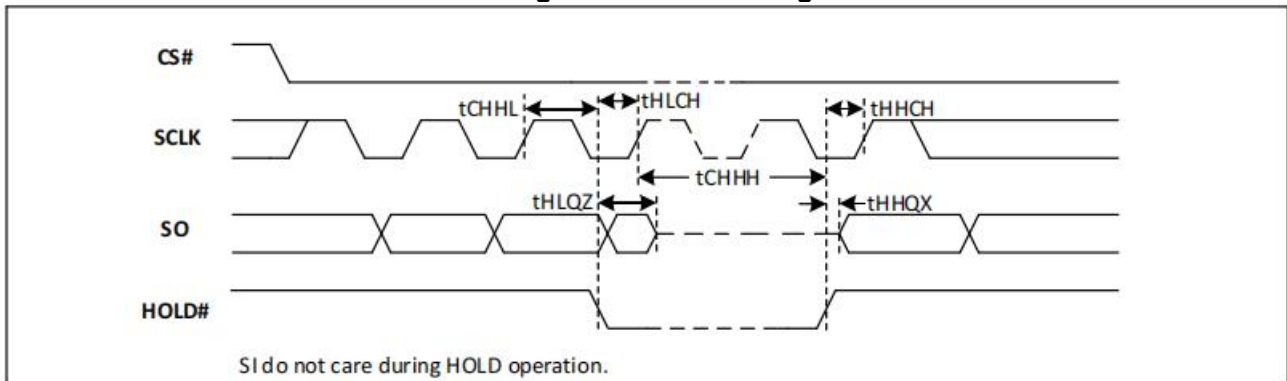 CS#
tCHHL
tHLCH
tHHCH
SCLK
tCHHH
tHLQZ
tHHQX
SO
HOLD#
SI do not care during HOLD operation.